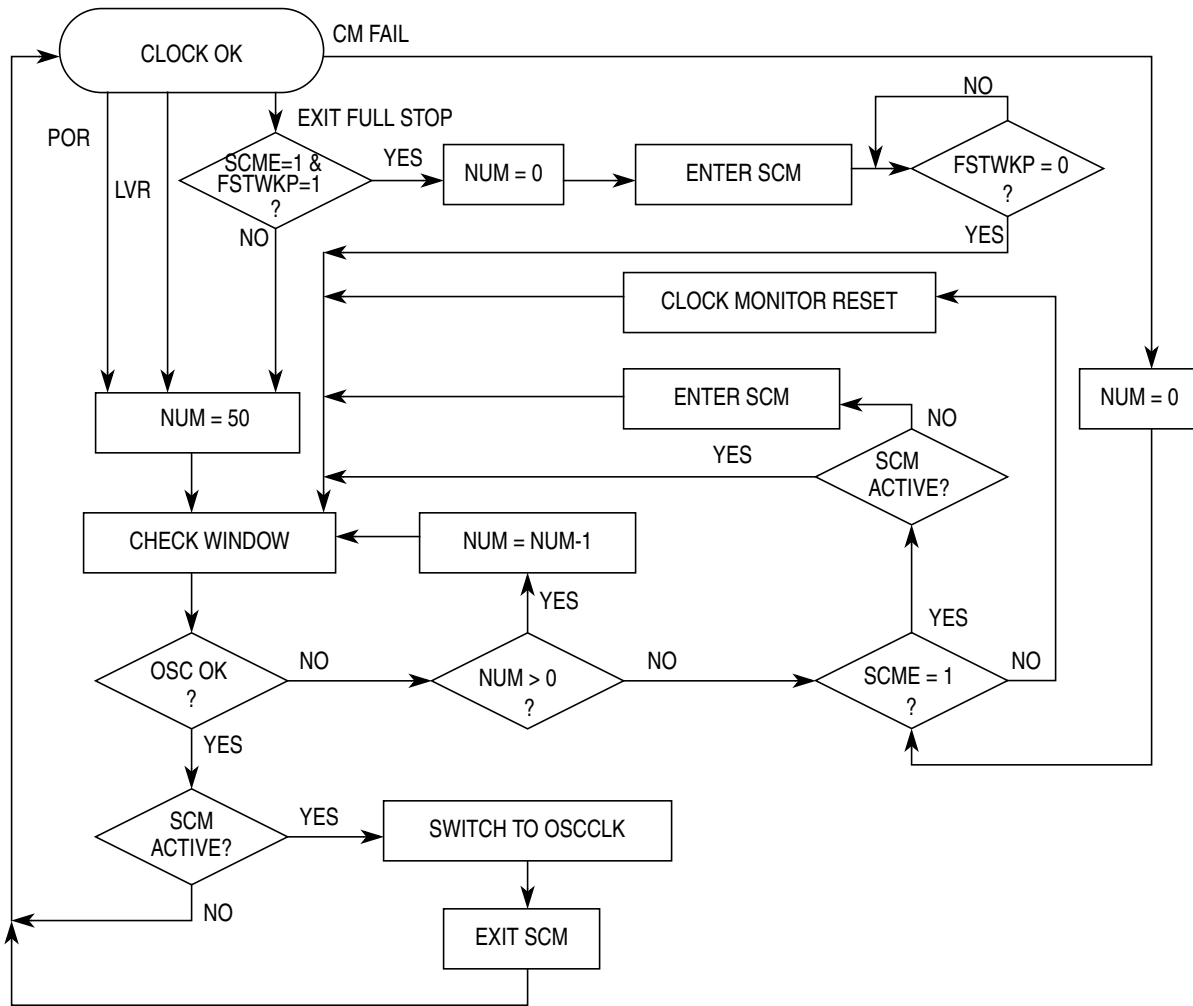 CM FAIL
CLOCK OK
POR
LVR
EXIT FULL STOP
SCME=1 &
FSTWKP=1
?
YES
NO
NUM = 0
ENTER SCM
NO
FSTWKP = 0
?
YES
CLOCK MONITOR RESET
ENTER SCM
NUM = 0
NO
SCM
ACTIVE?
YES
NUM = 50
CHECK WINDOW
NUM = NUM-1
YES
OSC OK
?
NO
NUM > 0
?
NO
YES
SCME = 1
?
NO
YES
SCM
ACTIVE?
YES
SWITCH TO OSCCLK
NO
EXIT SCM